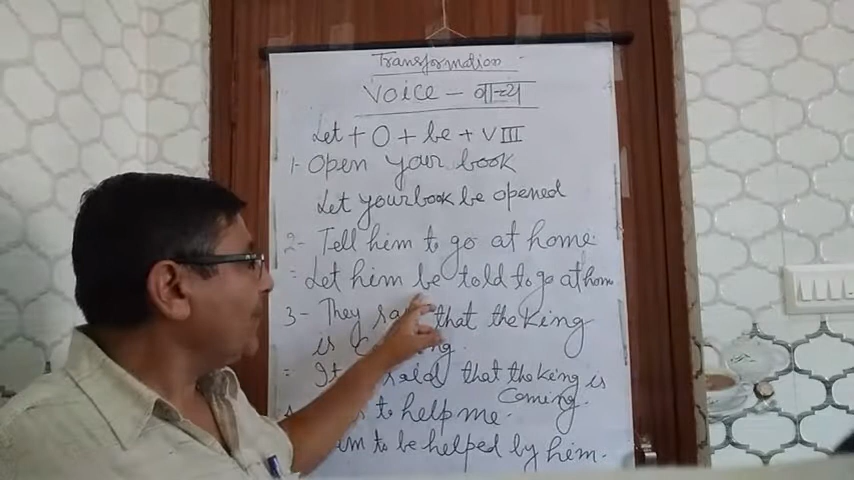 Transformation
Voice - वाच्य
Let + O + be + V III
1- Open your book
Let your book be opened
2- Tell him to go at home
= Let him be told to go at home
3- They that the king
is
= It that the king is
coming.
to help me.
to be helped by him.